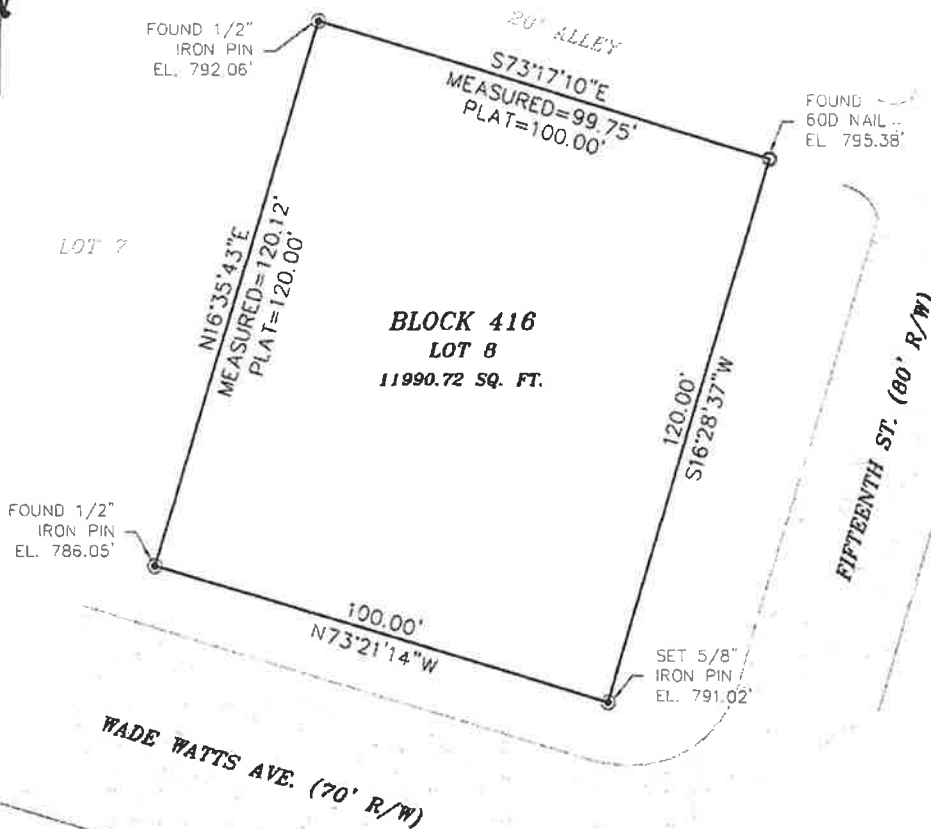 FOUND 1/2"
IRON PIN
EL. 792.06'
20' ALLEY
S73°17'10"E
MEASURED=99.75'
PLAT=100.00'
FOUND
60D NAIL
EL 795.38'
LOT 7
N16°35'43"E
MEASURED=120.12'
PLAT=120.00'
BLOCK 416
LOT 8
11990.72 SQ. FT.
120.00'
S16°28'37"W
FIFTEENTH ST. (80' R/W)
FOUND 1/2"
IRON PIN
EL. 786.05'
100.00'
N73°21'14"W
SET 5/8"
IRON PIN
EL. 791.02'
WADE WATTS AVE. (70' R/W)